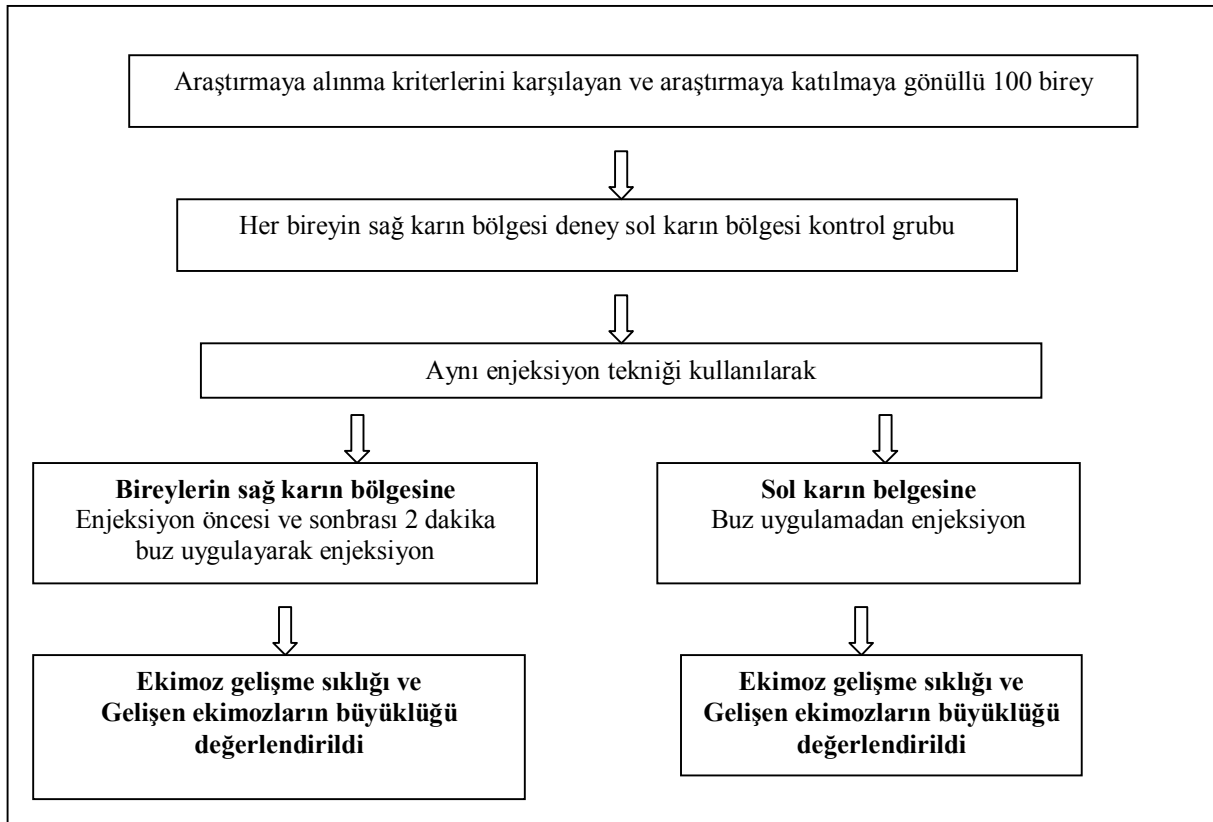 Araştırmaya alınma kriterlerini karşılayan ve araştırmaya katılmaya gönüllü 100 birey
Her bireyin sağ karın bölgesi deney sol karın bölgesi kontrol grubu
Aynı enjeksiyon tekniği kullanılarak
Bireylerin sağ karın bölgesine
Enjeksiyon öncesi ve sonbrası 2 dakika
buz uygulayarak enjeksiyon
Sol karın belgesine
Buz uygulamadan enjeksiyon
Ekimoz gelişme sıklığı ve
Gelişen ekimozların büyüklüğü
değerlendirildi
Ekimoz gelişme sıklığı ve
Gelişen ekimozların büyüklüğü
değerlendirildi